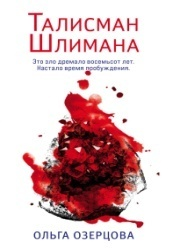 Талисман
Шлимана
Это зло дремало восемьсот лет.
Настало время пробуждения.
ОЛЬГА ОЗЕРЦОВА